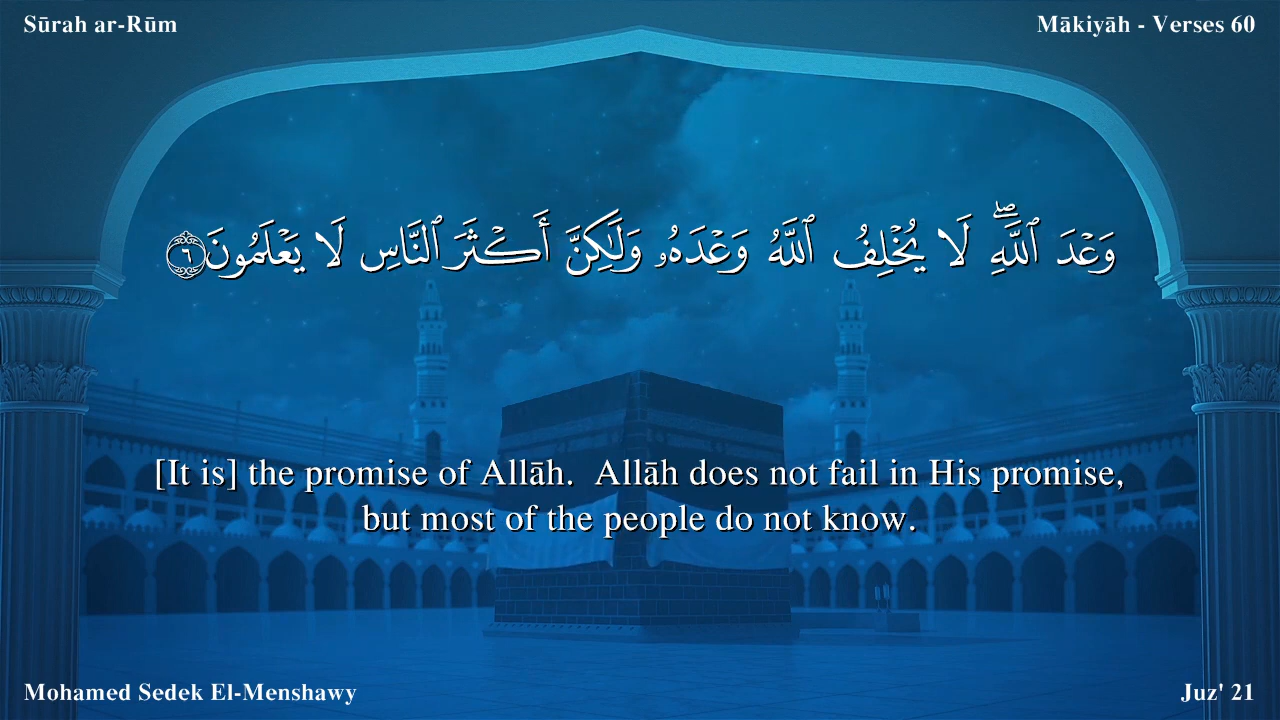 Sūrah ar-Rūm
Mākiyāh - Verses 60
وَعْدَ ٱللَّهِ ۖ لَا يُخْلِفُ ٱللَّهُ وَعْدَهُۥ وَلَـٰكِنَّ أَكْثَرَ ٱلنَّاسِ لَا يَعْلَمُونَ ٦
[It is] the promise of Allāh.  Allāh does not fail in His promise,
but most of the people do not know.
Mohamed Sedek El-Menshawy
Juz' 21